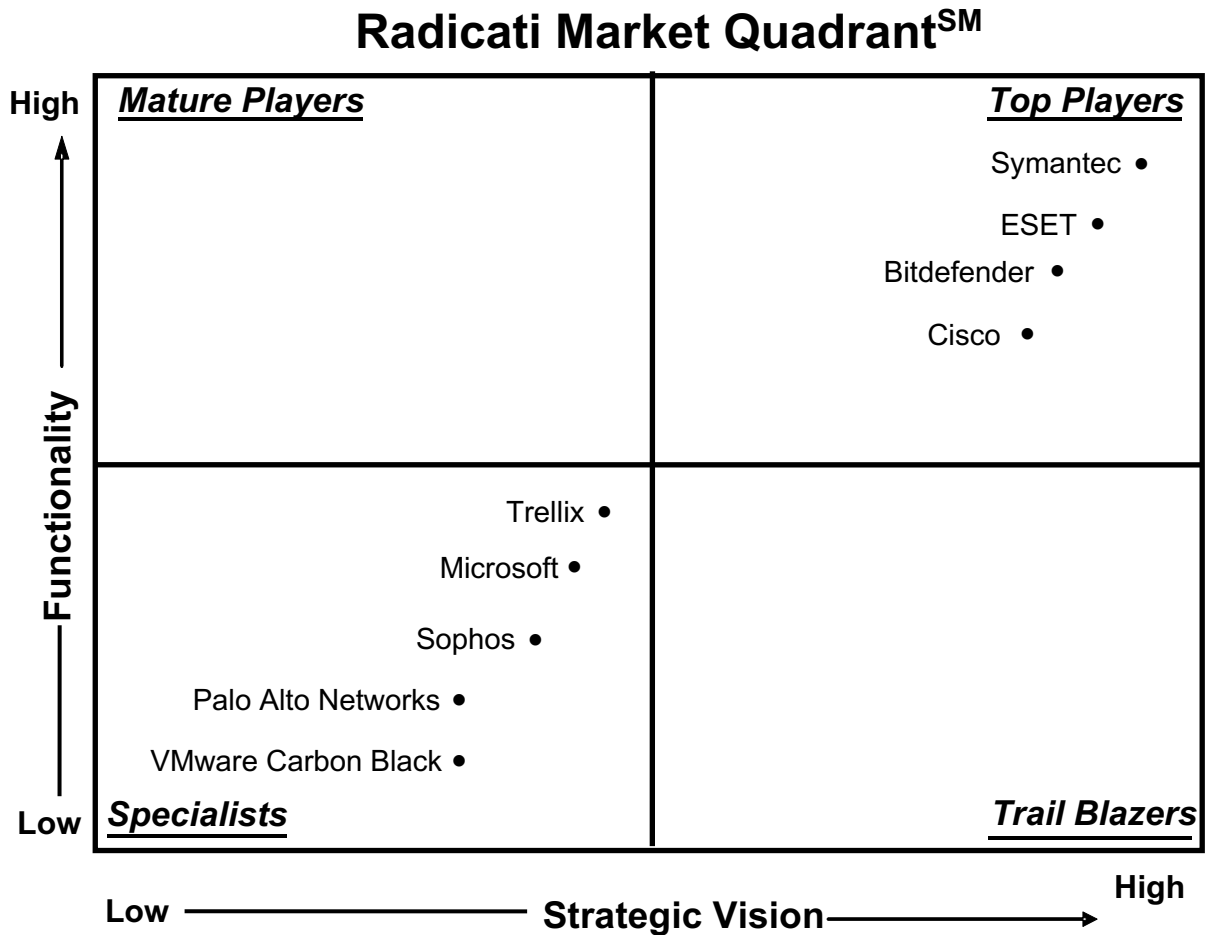 Radicati Market Quadrant℠
High
Mature Players
Top Players
Symantec
ESET
Bitdefender
Cisco
Functionality
Trellix
Microsoft
Sophos
Palo Alto Networks
VMware Carbon Black
Low
Specialists
Trail Blazers
Low
Strategic Vision
High